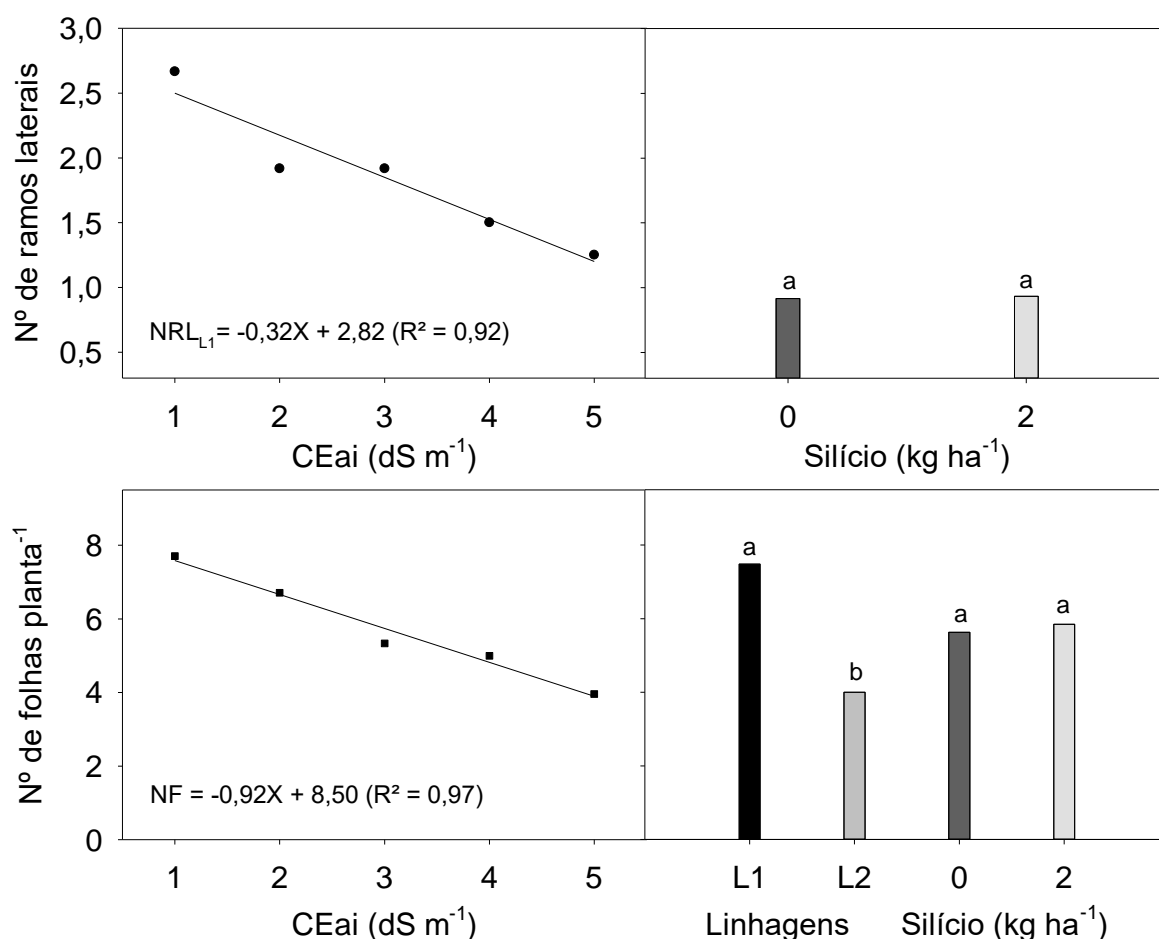 Nº de ramos laterais
3,0
2,5
2,0
1,5
1,0
0,5
NRL_L1= -0,32X + 2,82 (R² = 0,92)
1 2 3 4 5
CEai (dS m⁻¹)
a a
0 2
Silício (kg ha⁻¹)
Nº de folhas planta⁻¹
8
6
4
2
0
NF = -0,92X + 8,50 (R² = 0,97)
1 2 3 4 5
CEai (dS m⁻¹)
a b a a
L1 L2 0 2
Linhagens Silício (kg ha⁻¹)